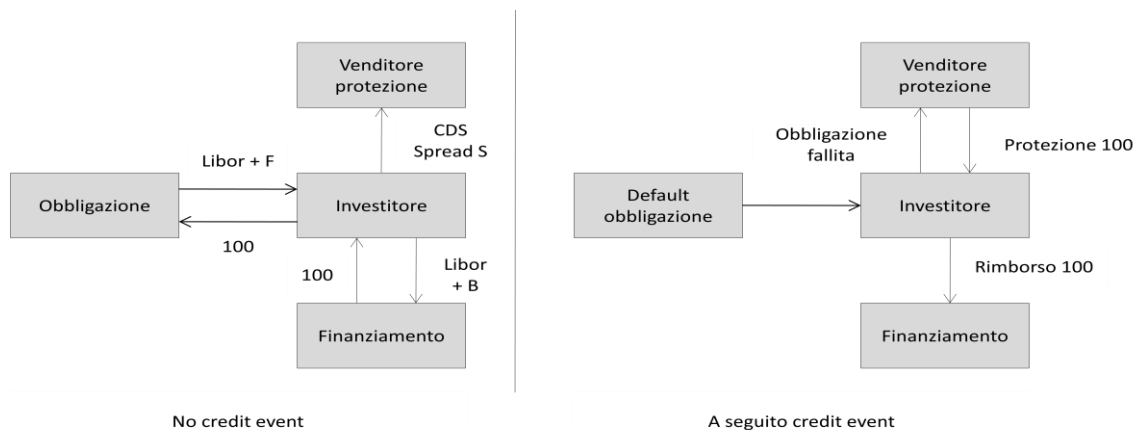 Venditore
protezione
CDS
Spread S
Libor + F
Obbligazione
Investitore
100
100
Libor
+ B
Finanziamento
No credit event
Venditore
protezione
Obbligazione
fallita
Protezione 100
Default
obbligazione
Investitore
Rimborso 100
Finanziamento
A seguito credit event